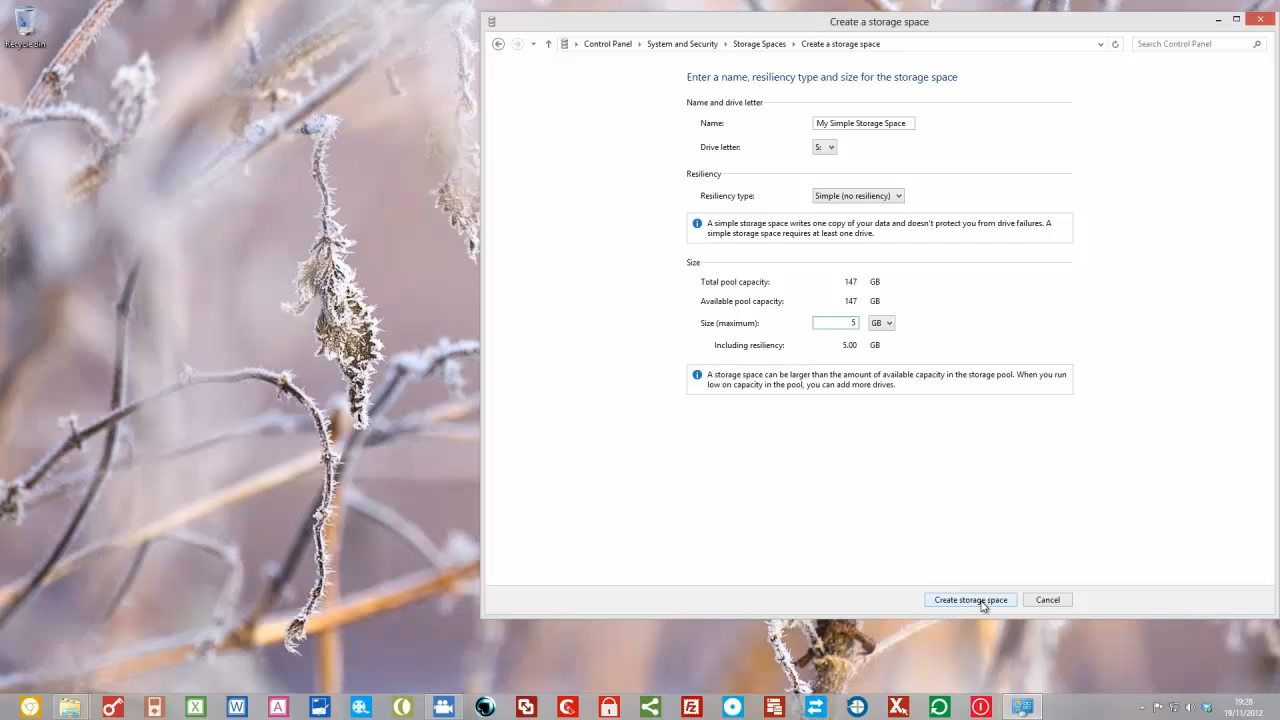 Recycle Bin
Create a storage space
Control Panel
System and Security
Storage Spaces
Create a storage space
Search Control Panel
Enter a name, resiliency type and size for the storage space
Name and drive letter
Name:
My Simple Storage Space
Drive letter:
S:
Resiliency
Resiliency type:
Simple (no resiliency)
A simple storage space writes one copy of your data and doesn't protect you from drive failures. A
simple storage space requires at least one drive.
Size
Total pool capacity: 147 GB
Available pool capacity: 147 GB
Size (maximum): 5 GB
Including resiliency: 5.00 GB
A storage space can be larger than the amount of available capacity in the storage pool. When you run
low on capacity in the pool, you can add more drives.
Create storage space
Cancel
19:28
19/11/2012